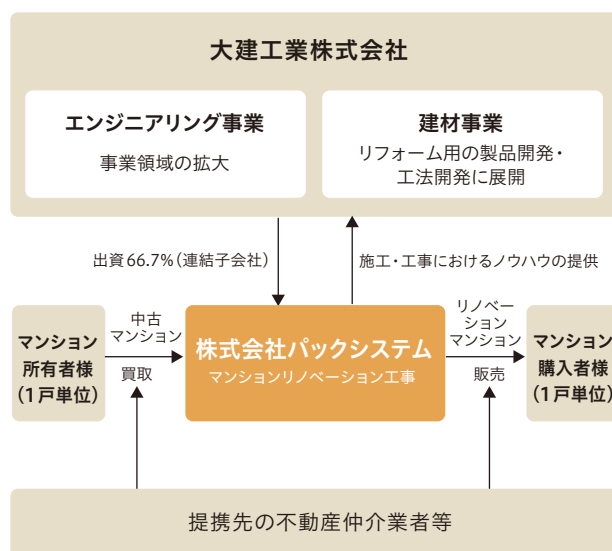 大建工業株式会社
エンジニアリング事業
事業領域の拡大
建材事業
リフォーム用の製品開発・
工法開発に展開
出資66.7%(連結子会社)
施工・工事におけるノウハウの提供
マンション
所有者様
(1戸単位)
中古
マンション
買取
株式会社パックシステム
マンションリノベーション工事
リノベー
ション
マンション
販売
マンション
購入者様
(1戸単位)
提携先の不動産仲介業者等